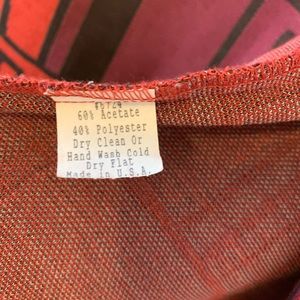 60% Acetate
40% Polyester
Dry Clean Or
Hand Wash Cold
Dry Flat
Made in U.S.A.